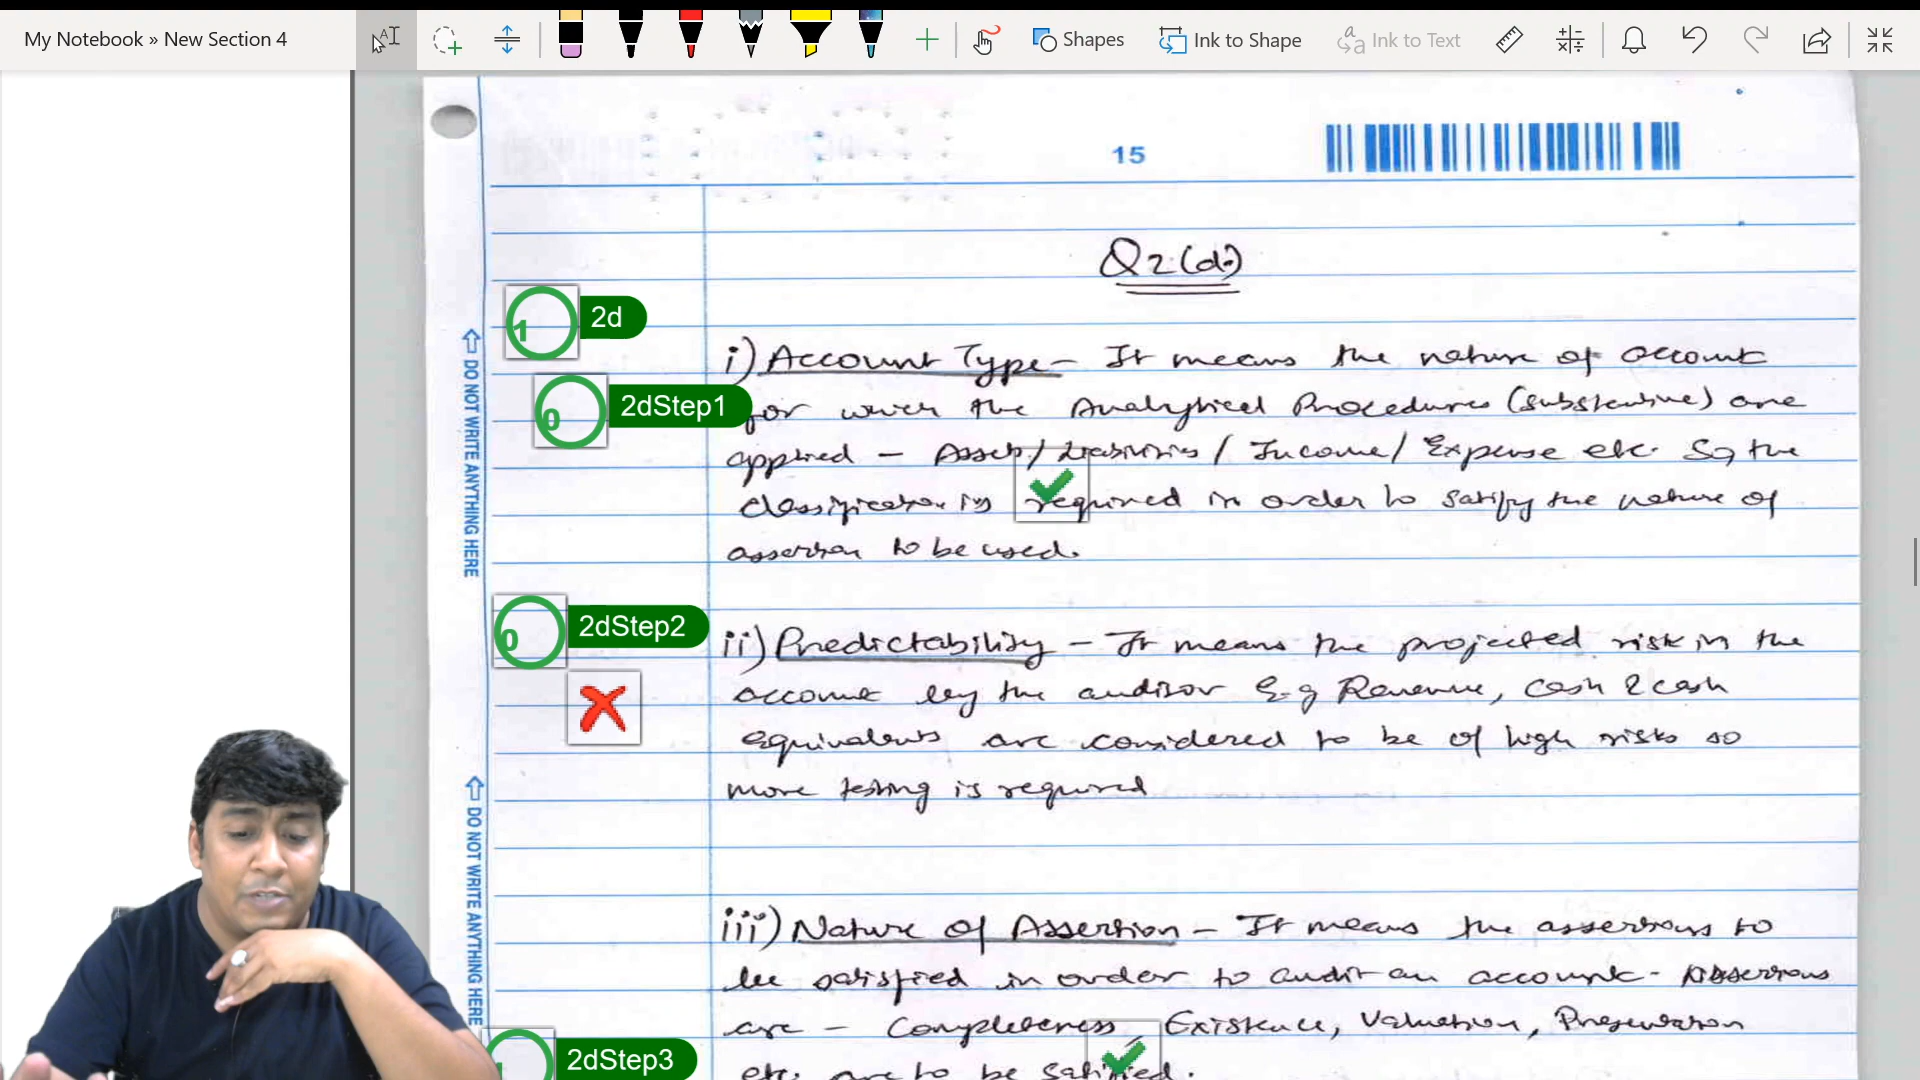 My Notebook » New Section 4
Shapes
Ink to Shape
Ink to Text
15
Q2(d)
1 2d
i) Account Type - It means the nature of account
0 2dStep1
for which the Analytical Procedures (substantive) are
applied - Assets/Liabilities/Income/Expense etc. So, the
classification is required in order to satisfy the nature of
assertion to be used.
0 2dStep2
ii) Predictability - It means the projected risk in the
account by the auditor E.g Revenue, cash & cash
equivalents are considered to be of high risks so
more testing is required
iii) Nature of Assertion - It means the assertions to
be satisfied in order to audit an account - Assertions
are - Completeness, Existence, Valuation, Presentation
2dStep3
etc. are to be satisfied.
DO NOT WRITE ANYTHING HERE
DO NOT WRITE ANYTHING HERE